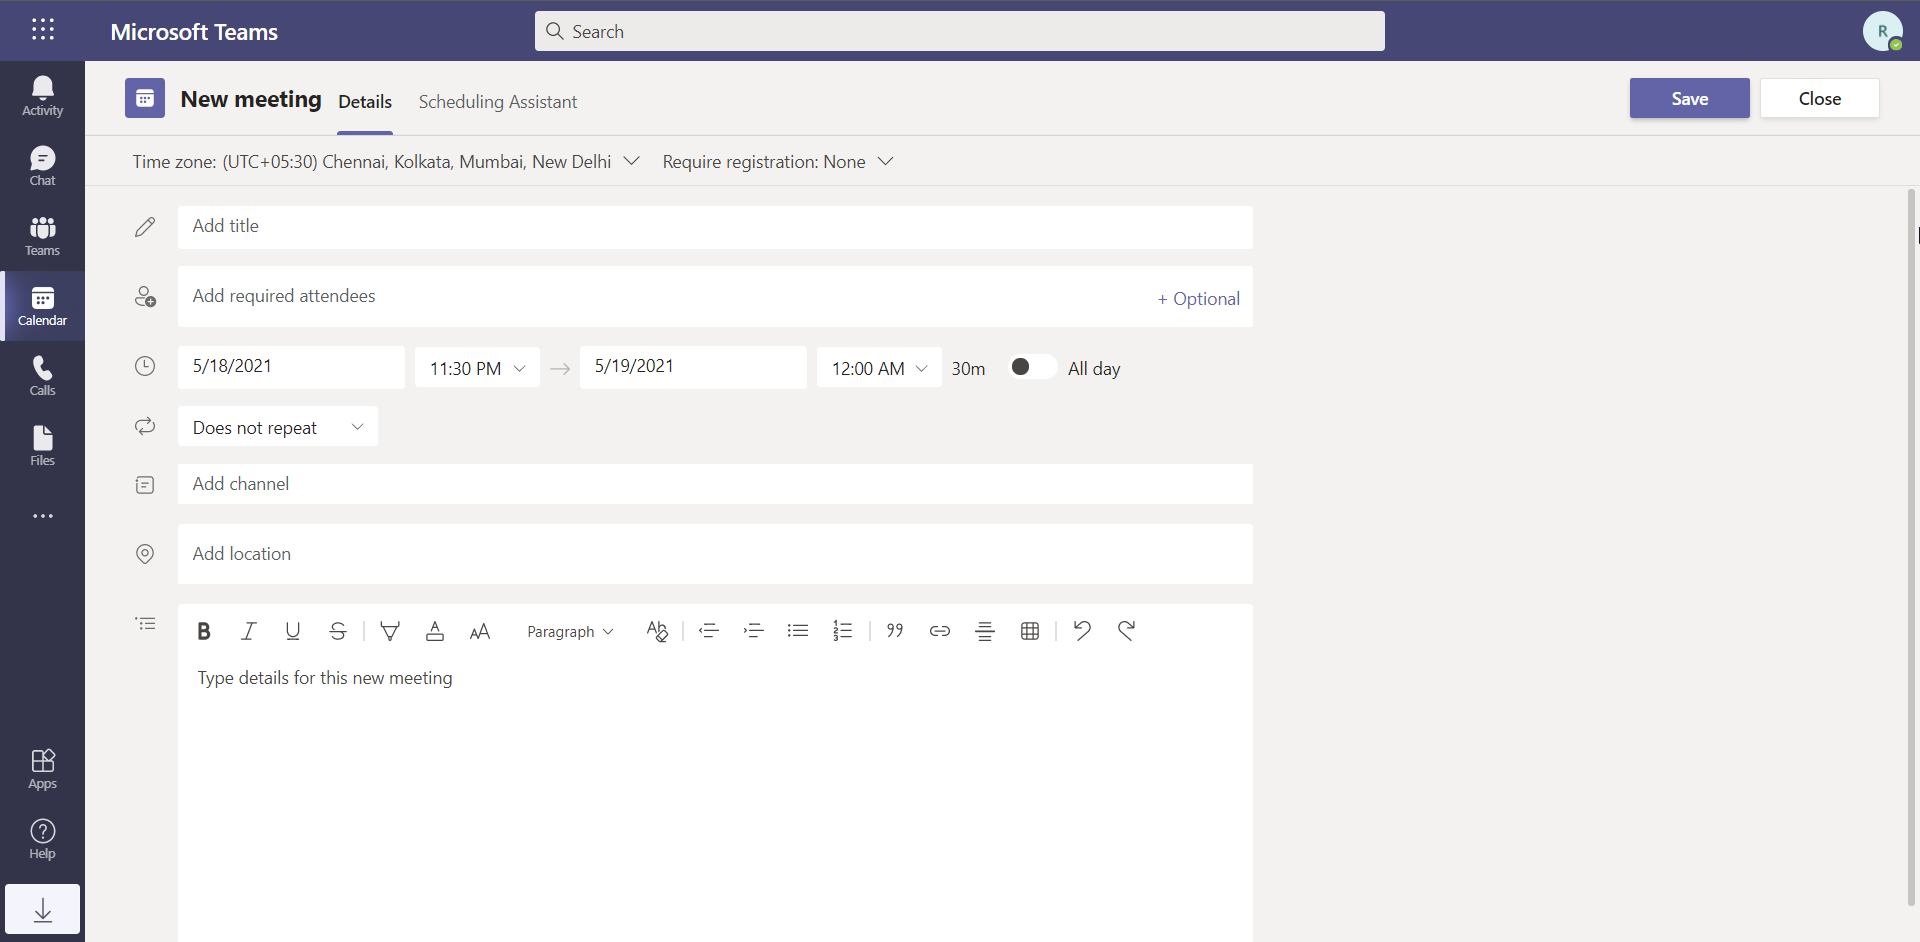 Microsoft Teams
Search
R
Activity
Chat
Teams
Calendar
Calls
Files
Apps
Help
New meeting Details Scheduling Assistant
Save Close
Time zone: (UTC+05:30) Chennai, Kolkata, Mumbai, New Delhi Require registration: None
Add title
Add required attendees + Optional
5/18/2021 11:30 PM 5/19/2021 12:00 AM 30m All day
Does not repeat
Add channel
Add location
Paragraph
Type details for this new meeting